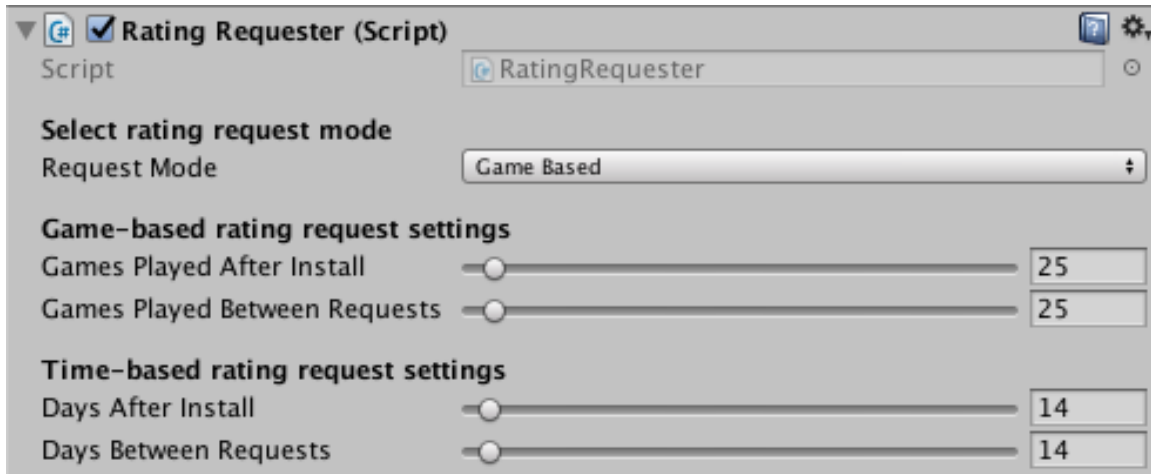 Rating Requester (Script)
Script RatingRequester
Select rating request mode
Request Mode Game Based
Game-based rating request settings
Games Played After Install 25
Games Played Between Requests 25
Time-based rating request settings
Days After Install 14
Days Between Requests 14